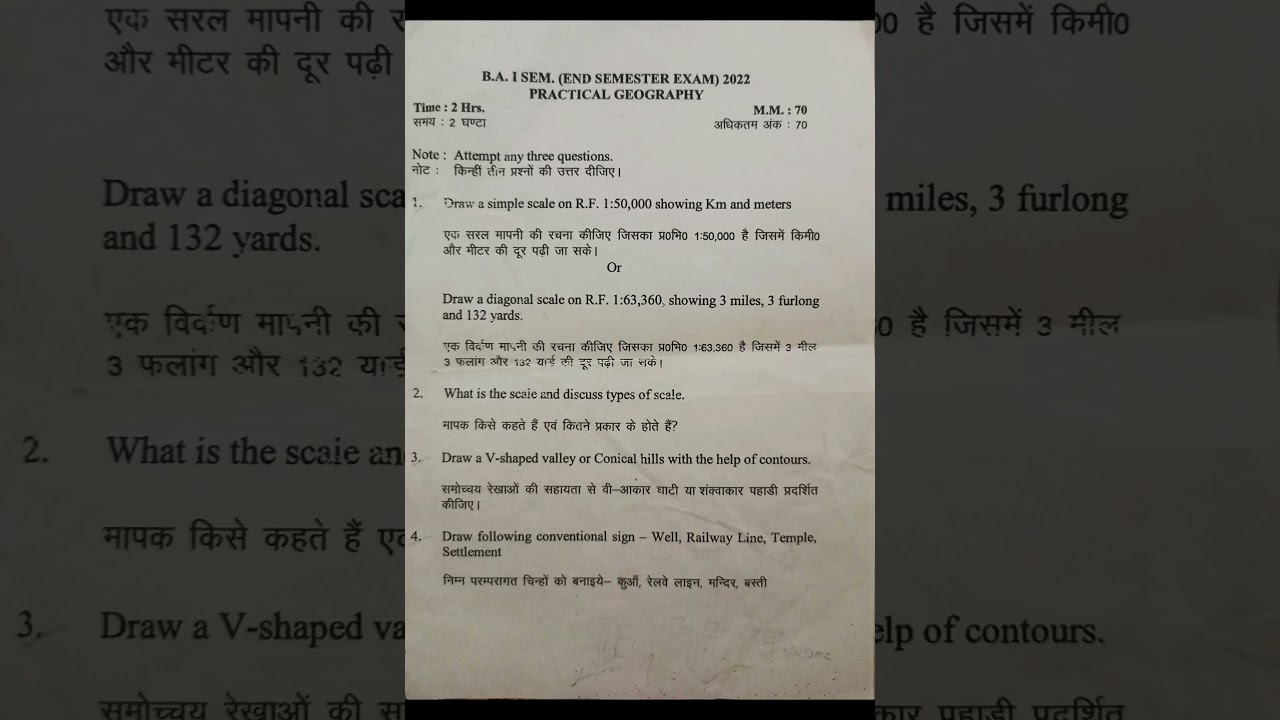 B.A. I SEM. (END SEMESTER EXAM) 2022
PRACTICAL GEOGRAPHY
Time : 2 Hrs. M.M. : 70
समय : 2 घण्टा अधिकतम अंक : 70
Note : Attempt any three questions.
नोट : किन्हीं तीन प्रश्नों की उत्तर दीजिए।
1. Draw a simple scale on R.F. 1:50,000 showing Km and meters
एक सरल मापनी की रचना कीजिए जिसका प्र0भि0 1:50,000 है जिसमें किमी0
और मीटर की दूर पढ़ी जा सके।
Or
Draw a diagonal scale on R.F. 1:63,360, showing 3 miles, 3 furlong
and 132 yards.
एक विर्कण मापनी की रचना कीजिए जिसका प्र0भि0 1:63,360 है जिसमें 3 मील
3 फलांग और 132 यार्ड की दूर पढ़ी जा सके।
2. What is the scale and discuss types of scale.
मापक किसे कहते हैं एवं कितने प्रकार के होते हैं?
3. Draw a V-shaped valley or Conical hills with the help of contours.
समोच्चय रेखाओं की सहायता से वी–आकार घाटी या शंक्वाकार पहाडी प्रदर्शित
कीजिए।
4. Draw following conventional sign – Well, Railway Line, Temple,
Settlement
निम्न परम्परागत चिन्हों को बनाइये– कुआँ, रेलवे लाइन, मन्दिर, बस्ती